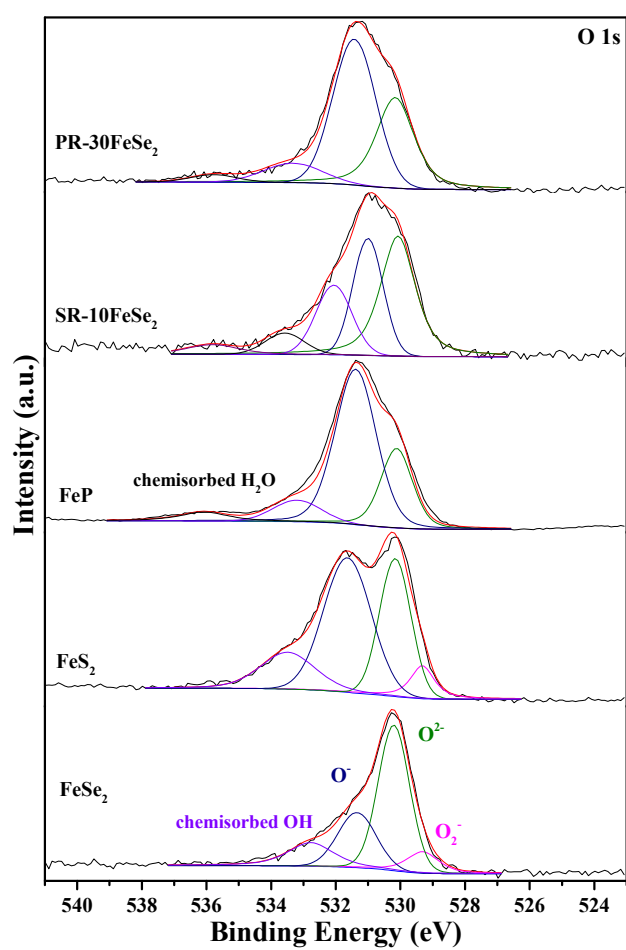 O 1s
PR-30FeSe₂
SR-10FeSe₂
chemisorbed H₂O
FeP
FeS₂
O²⁻
O⁻
FeSe₂
chemisorbed OH
O₂⁻
Intensity (a.u.)
540 538 536 534 532 530 528 526 524
Binding Energy (eV)